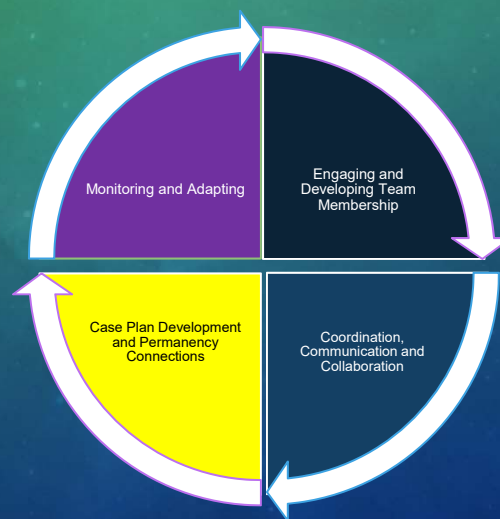 Monitoring and Adapting
Engaging and
Developing Team
Membership
Case Plan Development
and Permanency
Connections
Coordination,
Communication and
Collaboration